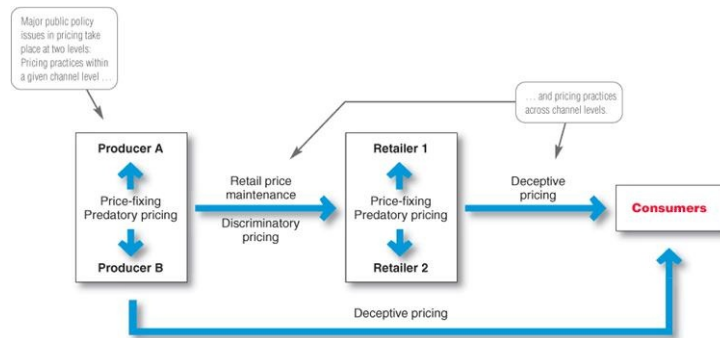 Major public policy
issues in pricing take
place at two levels:
Pricing practices within
a given channel level ...
... and pricing practices
across channel levels.
Producer A
Price-fixing
Predatory pricing
Producer B
Retail price
maintenance
Discriminatory
pricing
Retailer 1
Price-fixing
Predatory pricing
Retailer 2
Deceptive
pricing
Consumers
Deceptive pricing